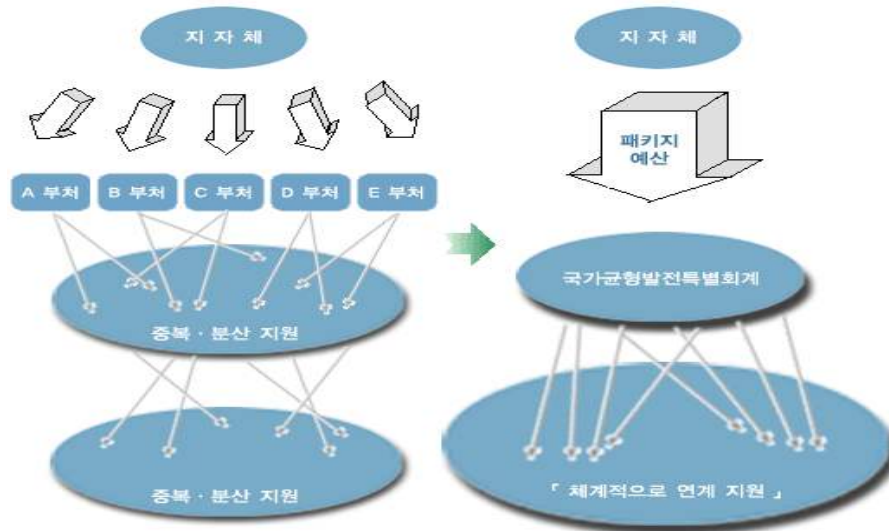 지 자 체
A 부처
B 부처
C 부처
D 부처
E 부처
중복 · 분산 지원
중복 · 분산 지원
지 자 체
패키지
예산
국가균형발전특별회계
「 체계적으로 연계 지원 」